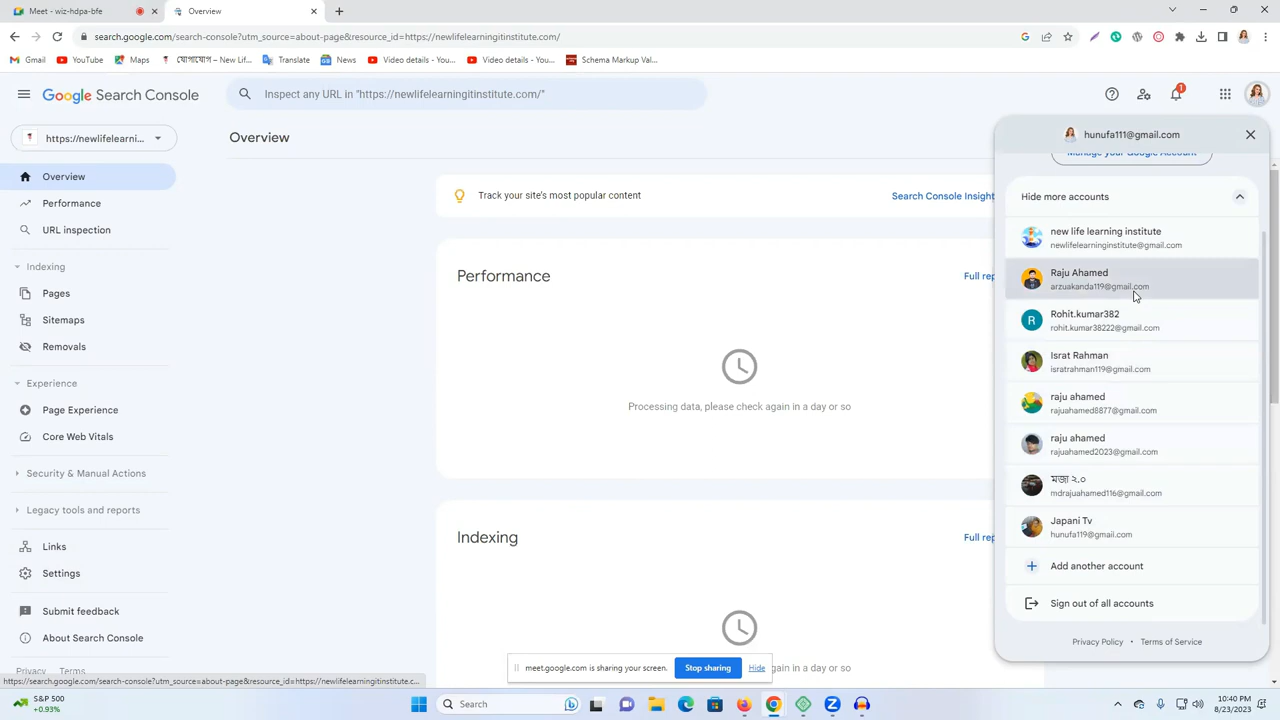 Meet - wiz-hdpa-bfe
Overview
search.google.com/search-console?utm_source=about-page&resource_id=https://newlifelearningitinstitute.com/
Gmail
YouTube
Maps
যোগাযোগ – New Lif...
Translate
News
Video details - You...
Video details - You...
Schema Markup Val...
Google Search Console
Inspect any URL in "https://newlifelearningitinstitute.com/"
1
https://newlifelearni...
Overview
Performance
URL inspection
Indexing
Pages
Sitemaps
Removals
Experience
Page Experience
Core Web Vitals
Security & Manual Actions
Legacy tools and reports
Links
Settings
Submit feedback
About Search Console
Privacy
Terms
Overview
Track your site's most popular content
Search Console Insight
Performance
Full rep
Processing data, please check again in a day or so
Indexing
Full rep
again in a day or so
hunufa111@gmail.com
Manage your Google Account
Hide more accounts
new life learning institute
newlifelearninginstitute@gmail.com
Raju Ahamed
arzuakanda119@gmail.com
R
Rohit.kumar382
rohit.kumar38222@gmail.com
Israt Rahman
isratrahman119@gmail.com
raju ahamed
rajuahamed8877@gmail.com
raju ahamed
rajuahamed2023@gmail.com
মজা ২.০
mdrajuahamed116@gmail.com
Japani Tv
hunufa119@gmail.com
Add another account
Sign out of all accounts
Privacy Policy • Terms of Service
meet.google.com is sharing your screen.
Stop sharing
Hide
https://search.google.com/search-console?utm_source=about-page&resource_id=https://newlifelearningitinstitute.c...
S&P 500
+0.93%
Search
10:40 PM
8/23/2023